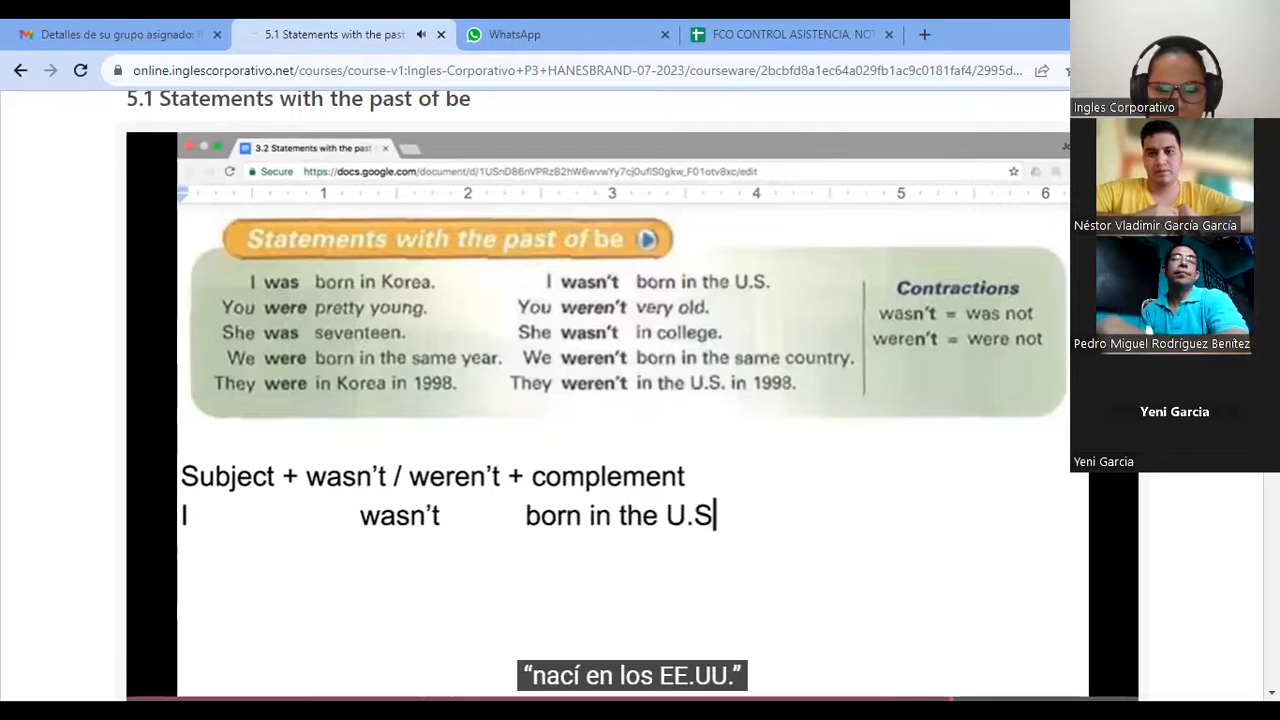 Detalles de su grupo asignado: I
5.1 Statements with the past
WhatsApp
FCO CONTROL ASISTENCIA, NOT
online.inglescorporativo.net/courses/course-v1:Ingles-Corporativo+P3+HANESBRAND-07-2023/courseware/2bcbfd8a1ec64a029fb1ac9c0181faf4/2995d...
5.1 Statements with the past of be
3.2 Statements with the past
Secure
1 2 3 4 5 6
Statements with the past of be
I was born in Korea. I wasn't born in the U.S.
You were pretty young. You weren't very old.
She was seventeen. She wasn't in college.
We were born in the same year. We weren't born in the same country.
They were in Korea in 1998. They weren't in the U.S. in 1998.
Contractions
wasn't = was not
weren't = were not
Subject + wasn't / weren't + complement
I wasn't born in the U.S
“nací en los EE.UU.”
Ingles Corporativo
Néstor Vladimir García García
Pedro Miguel Rodríguez Benítez
Yeni Garcia
Yeni Garcia